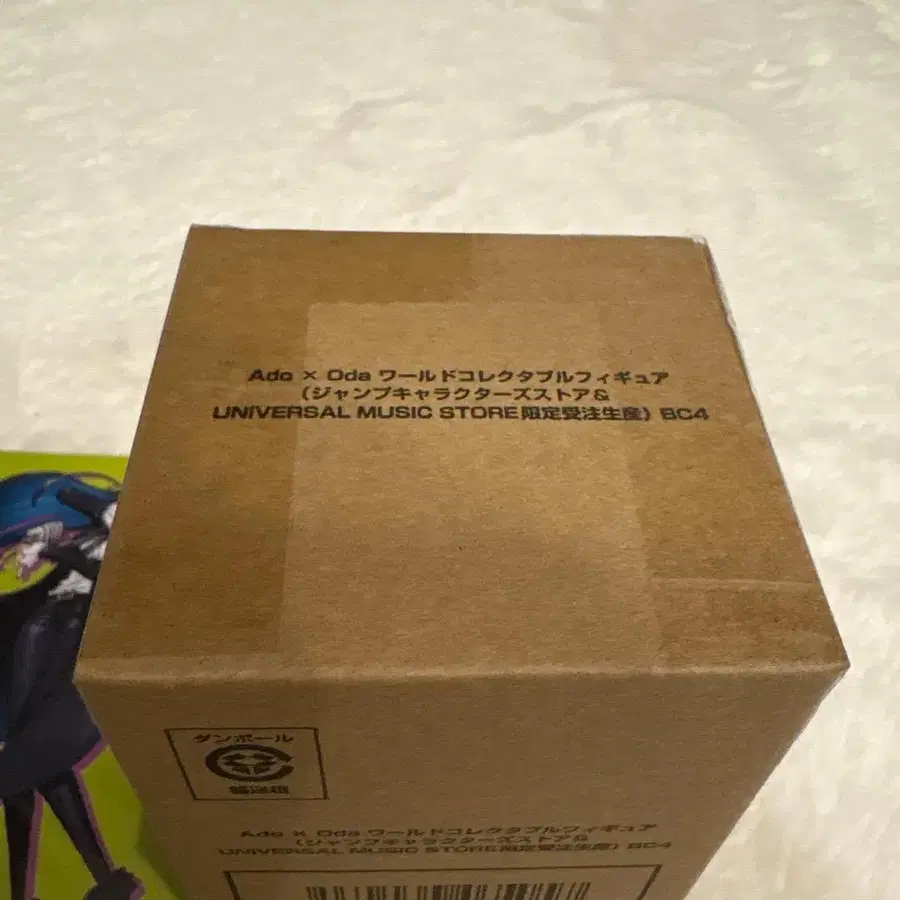 Ado × Oda ワールドコレクタブルフィギュア
(ジャンプキャラクターズストア&
UNIVERSAL MUSIC STORE限定受注生産) BC4
ダンボール
輸送箱
Ado × Oda ワールドコレクタブルフィギュア
(ジャンプキャラクターズストア&
UNIVERSAL MUSIC STORE限定受注生産) BC4